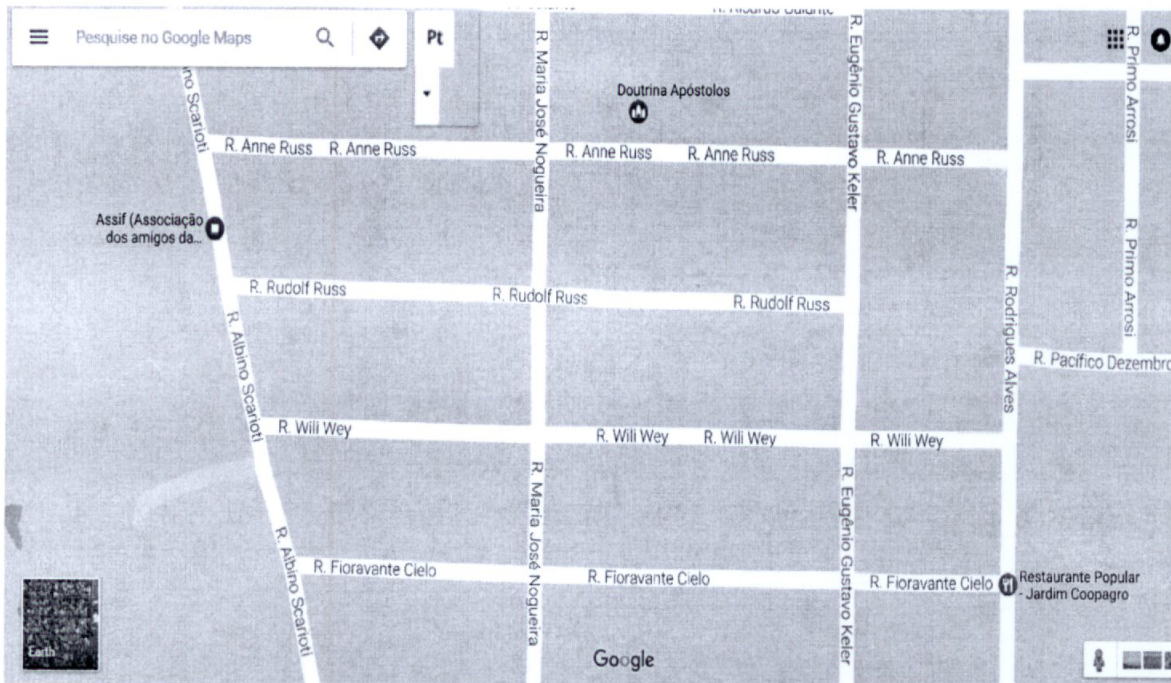 Pesquise no Google Maps
Pt
R. Maria José Nogueira
R. Eugênio Gustavo Keler
R. Primo Arrosi
Doutrina Apóstolos
R. Anne Russ
R. Anne Russ
R. Anne Russ
R. Anne Russ
R. Anne Russ
Assif (Associação
dos amigos da...
R. Primo Arrosi
R. Rudolf Russ
R. Rudolf Russ
R. Rudolf Russ
R. Rodrigues Alves
R. Albino Scarioti
R. Pacífico Dezembro
R. Wili Wey
R. Wili Wey
R. Wili Wey
R. Wili Wey
R. Maria José Nogueira
R. Eugênio Gustavo Keler
R. Albino Scarioti
R. Fioravante Cielo
R. Fioravante Cielo
R. Fioravante Cielo
Restaurante Popular
- Jardim Coopagro
Earth
Google